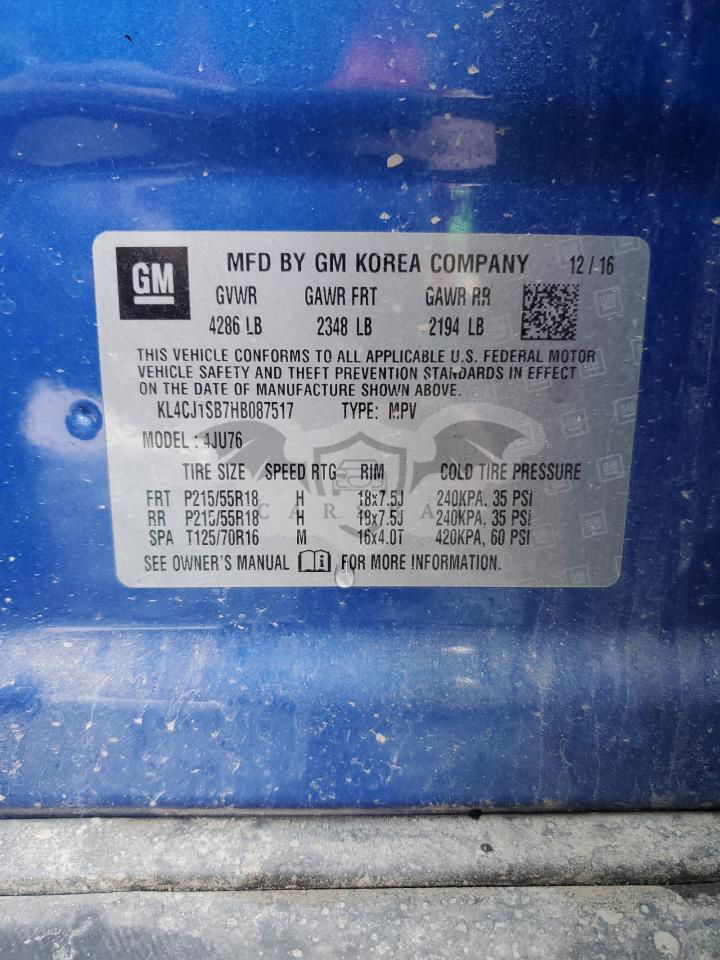 GM
MFD BY GM KOREA COMPANY 12/16
GVWR GAWR FRT GAWR RR
4286 LB 2348 LB 2194 LB
THIS VEHICLE CONFORMS TO ALL APPLICABLE U.S. FEDERAL MOTOR
VEHICLE SAFETY AND THEFT PREVENTION STANDARDS IN EFFECT
ON THE DATE OF MANUFACTURE SHOWN ABOVE.
KL4CJ1SB7HB087517 TYPE: MPV
MODEL : 4JU76
TIRE SIZE SPEED RTG RIM COLD TIRE PRESSURE
FRT P215/55R18 H 18x7.5J 240KPA, 35 PSI
RR P215/55R18 H 18x7.5J 240KPA, 35 PSI
SPA T125/70R16 M 16x4.0T 420KPA, 60 PSI
SEE OWNER'S MANUAL FOR MORE INFORMATION.